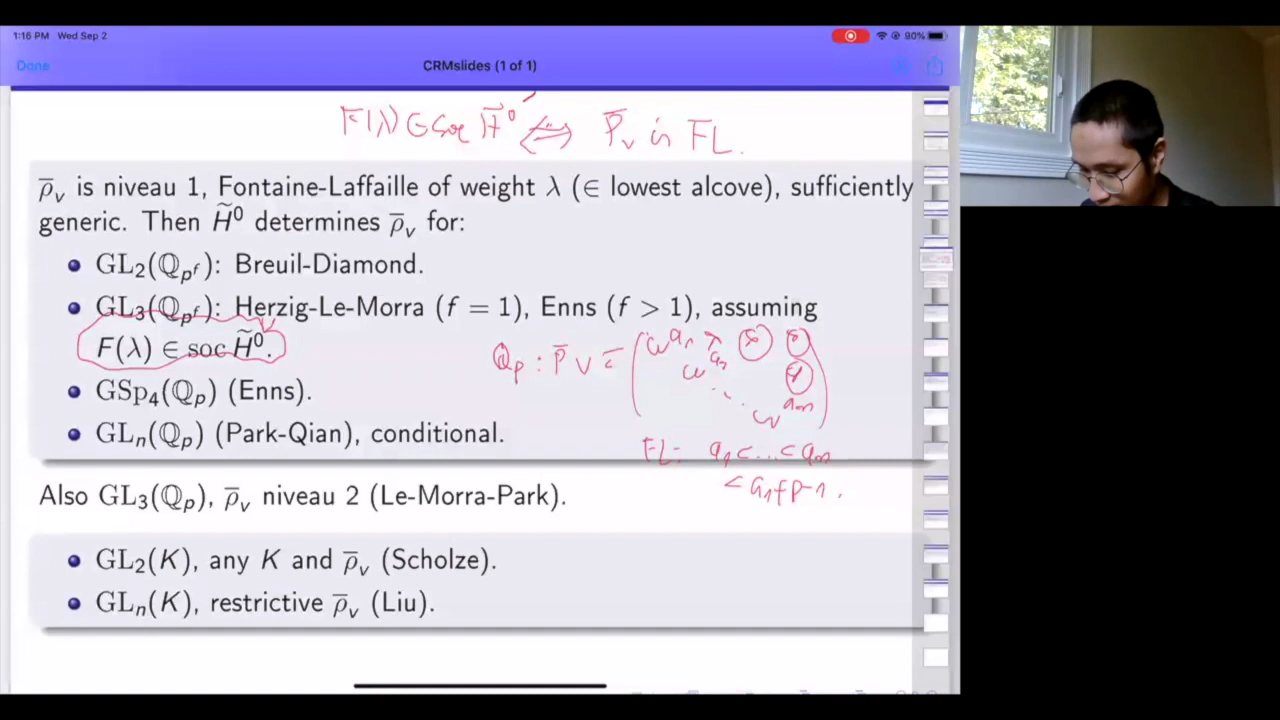 1:16 PM Wed Sep 2
90%
Done
CRMslides (1 of 1)
F(λ) ∈ soc H̃⁰ ⟺ ρ̄ᵥ is FL.
ρ̄ᵥ is niveau 1, Fontaine-Laffaille of weight λ (∈ lowest alcove), sufficiently
generic. Then H̃⁰ determines ρ̄ᵥ for:
• GL₂(ℚ_{p^f}): Breuil-Diamond.
• GL₃(ℚ_{p^f}): Herzig-Le-Morra (f = 1), Enns (f > 1), assuming
F(λ) ∈ soc H̃⁰.
ℚₚ : ρ̄ᵥ ≅
• GSp₄(ℚₚ) (Enns).
• GLₙ(ℚₚ) (Park-Qian), conditional.
FL: a₁ < ... < aₙ
< a₁+p-1.
Also GL₃(ℚₚ), ρ̄ᵥ niveau 2 (Le-Morra-Park).
• GL₂(K), any K and ρ̄ᵥ (Scholze).
• GLₙ(K), restrictive ρ̄ᵥ (Liu).